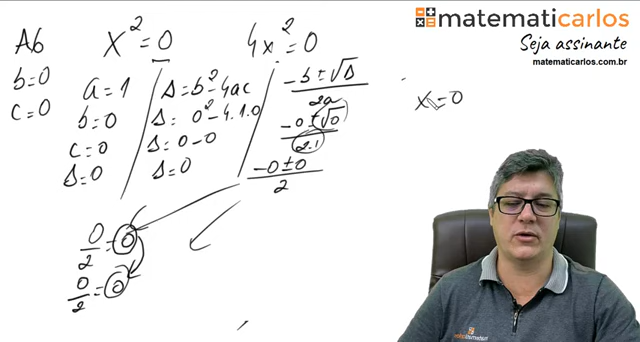 matematicarlos
Seja assinante
matematicarlos.com.br
Ab
b=0
c=0
x²=0
4x²=0
a=1
b=0
c=0
Δ=0
Δ=b²-4ac
Δ=0²-4.1.0
Δ=0-0
Δ=0
-b±√Δ
2a
-0±√0
2.1
-0±0
2
0/2=0
0/2=0
x=0